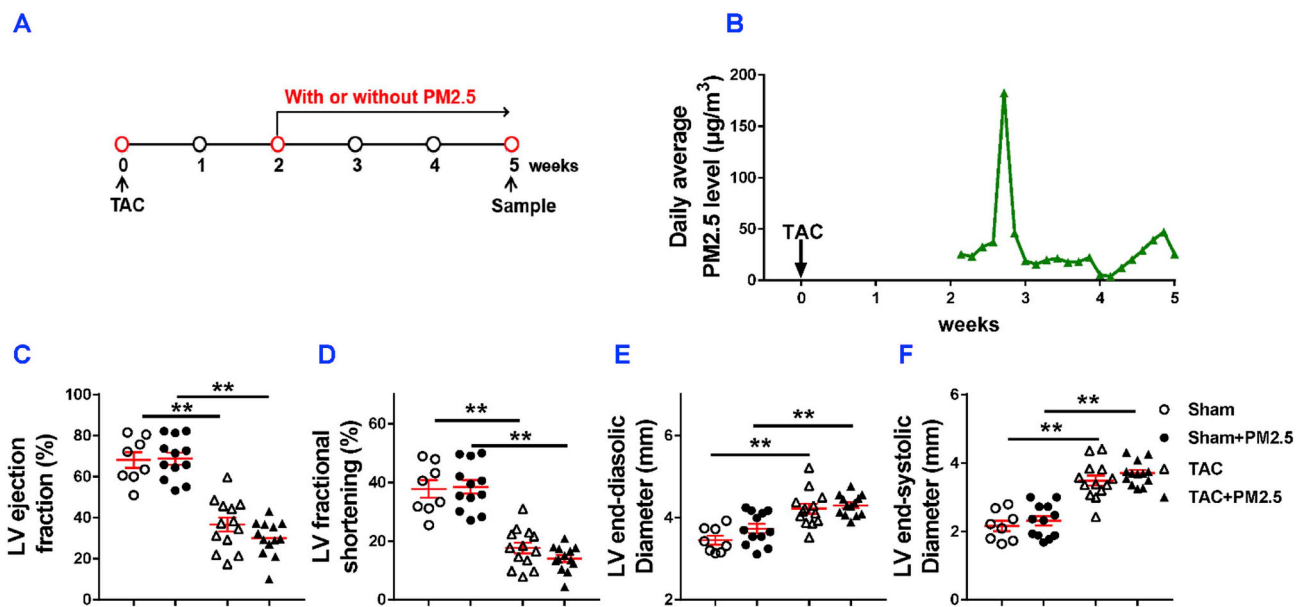 A
With or without PM2.5
0 1 2 3 4 5 weeks
TAC Sample
B
Daily average
PM2.5 level (µg/m³)
200
150
100
50
0
TAC
0 1 2 3 4 5
weeks
C
LV ejection
fraction (%)
100
80
60
40
20
0
**
**
D
LV fractional
shortening (%)
60
40
20
0
**
**
E
LV end-diasolic
Diameter (mm)
6
4
2
**
**
F
LV end-systolic
Diameter (mm)
6
4
2
0
**
**
Sham
Sham+PM2.5
TAC
TAC+PM2.5